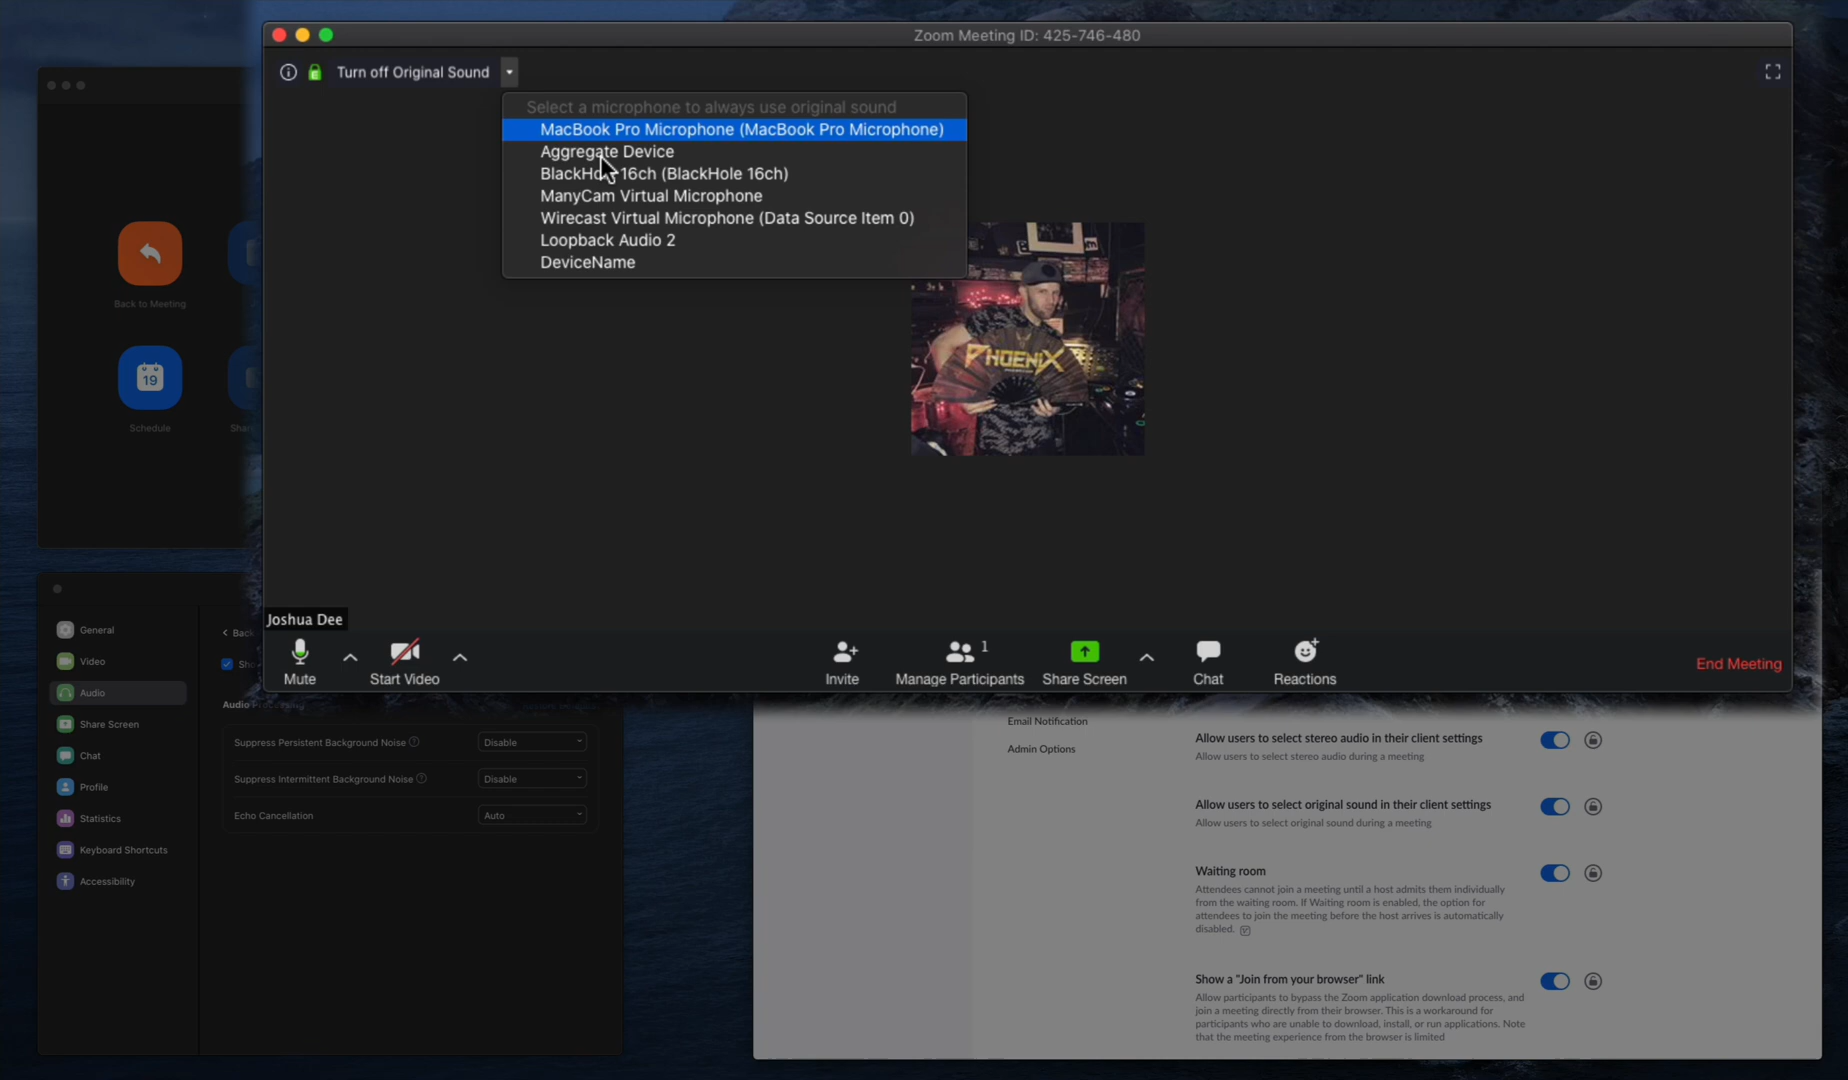 Zoom Meeting ID: 425-746-480
Turn off Original Sound
Select a microphone to always use original sound
MacBook Pro Microphone (MacBook Pro Microphone)
Aggregate Device
16ch (BlackHole 16ch)
ManyCam Virtual Microphone
Wirecast Virtual Microphone (Data Source Item 0)
Loopback Audio 2
DeviceName
PHOENIX
19
Back to Meeting
Schedule
Joshua Dee
Mute
Start Video
Invite
1
Manage Participants
Share Screen
Chat
Reactions
End Meeting
General
Video
Audio
Share Screen
Chat
Profile
Statistics
Keyboard Shortcuts
Accessibility
Back
Audio
Suppress Persistent Background Noise
Disable
Suppress Intermittent Background Noise
Disable
Echo Cancellation
Auto
Email Notification
Admin Options
Allow users to select stereo audio in their client settings
Allow users to select stereo audio during a meeting
Allow users to select original sound in their client settings
Allow users to select original sound during a meeting
Waiting room
Attendees cannot join a meeting until a host admits them individually
from the waiting room. If Waiting room is enabled, the option for
attendees to join the meeting before the host arrives is automatically
disabled.
Show a "Join from your browser" link
Allow participants to bypass the Zoom application download process, and
join a meeting directly from their browser. This is a workaround for
participants who are unable to download, install, or run applications. Note
that the meeting experience from the browser is limited